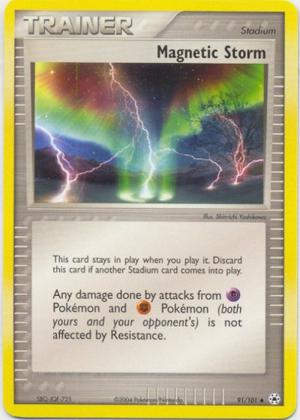 TRAINER
Stadium
Magnetic Storm
Illus. Shin-ichi Yoshikawa
This card stays in play when you play it. Discard
this card if another Stadium card comes into play.
Any damage done by attacks from
Pokémon and Pokémon (both
yours and your opponent's) is not
affected by Resistance.
©2004 Pokémon/Nintendo
91/101